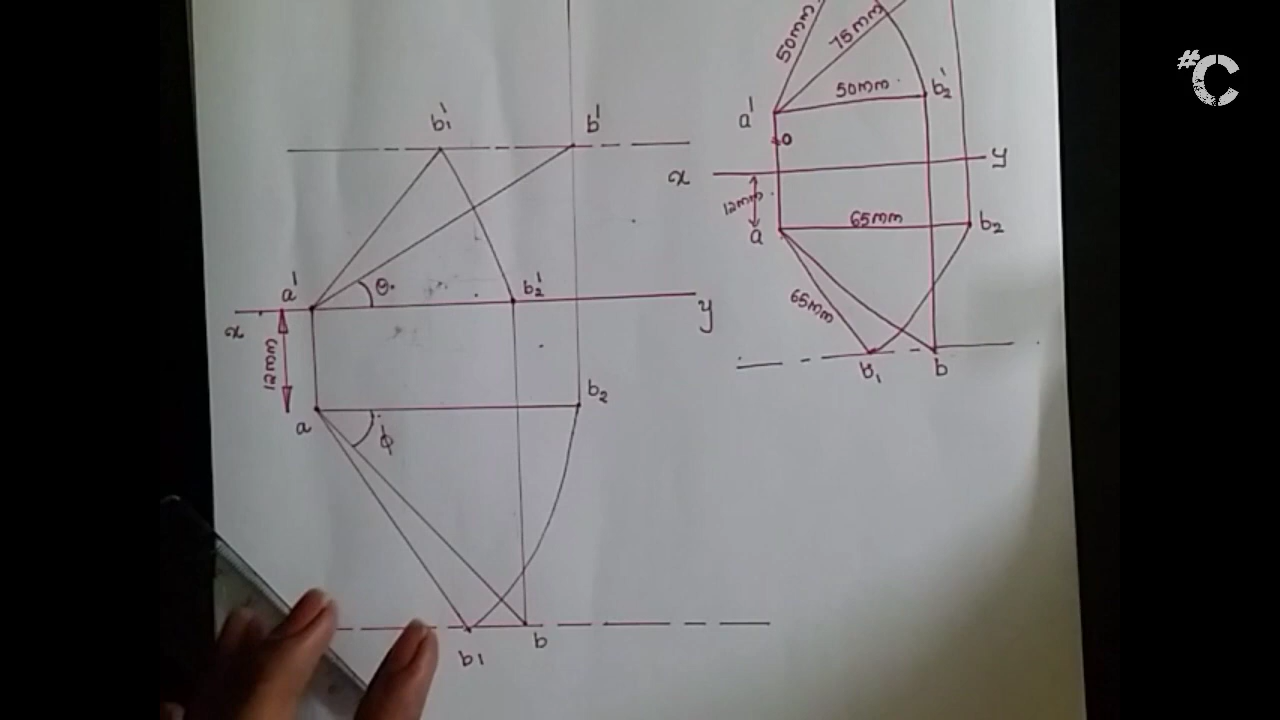 #C
50mm
75mm
50mm
b2'
a'
o
x
y
12mm
65mm
a
b2
65mm
b1
b
b1'
b'
a'
θ
b2'
x
y
12mm
a
b2
φ
b1
b